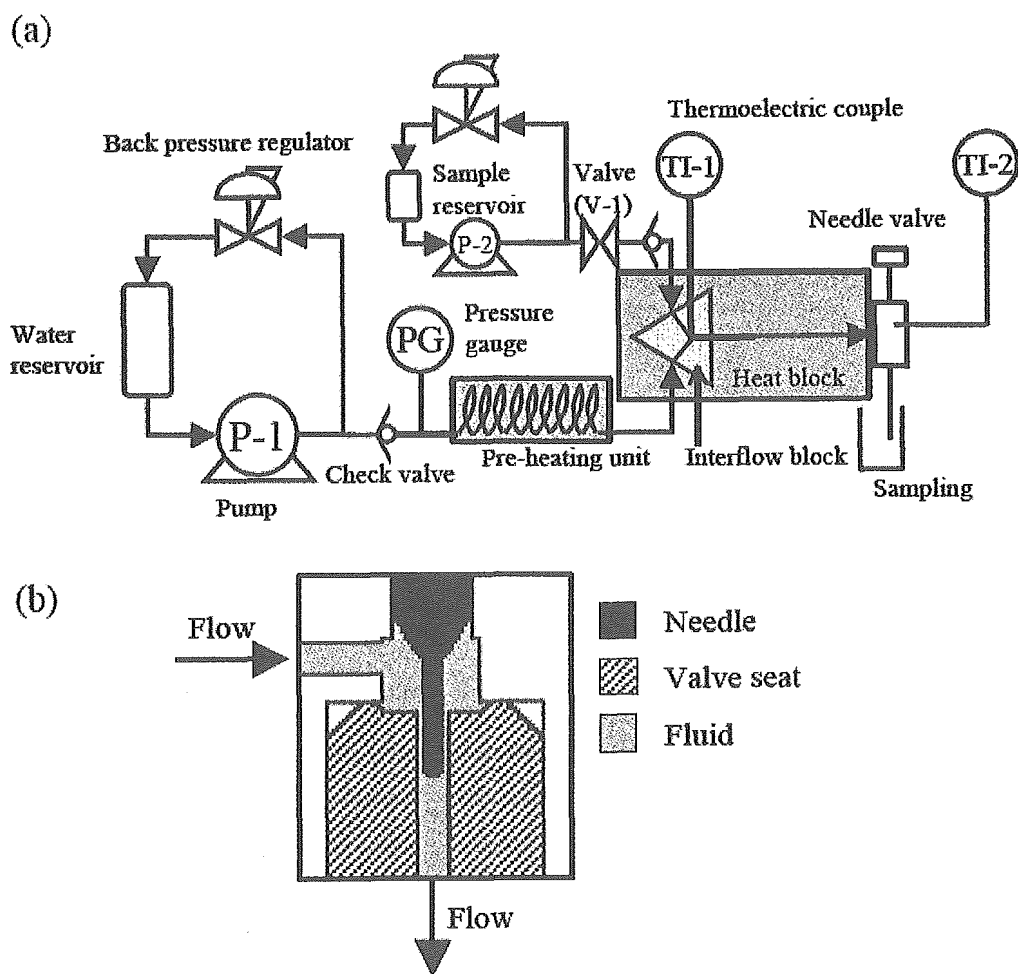 (a)
Thermoelectric couple
Back pressure regulator
TI-1
TI-2
Sample
reservoir
Valve
(V-1)
Needle valve
P-2
Water
reservoir
PG
Pressure
gauge
Heat block
P-1
Check valve
Pre-heating unit
Interflow block
Sampling
Pump
(b)
Flow
Needle
Valve seat
Fluid
Flow